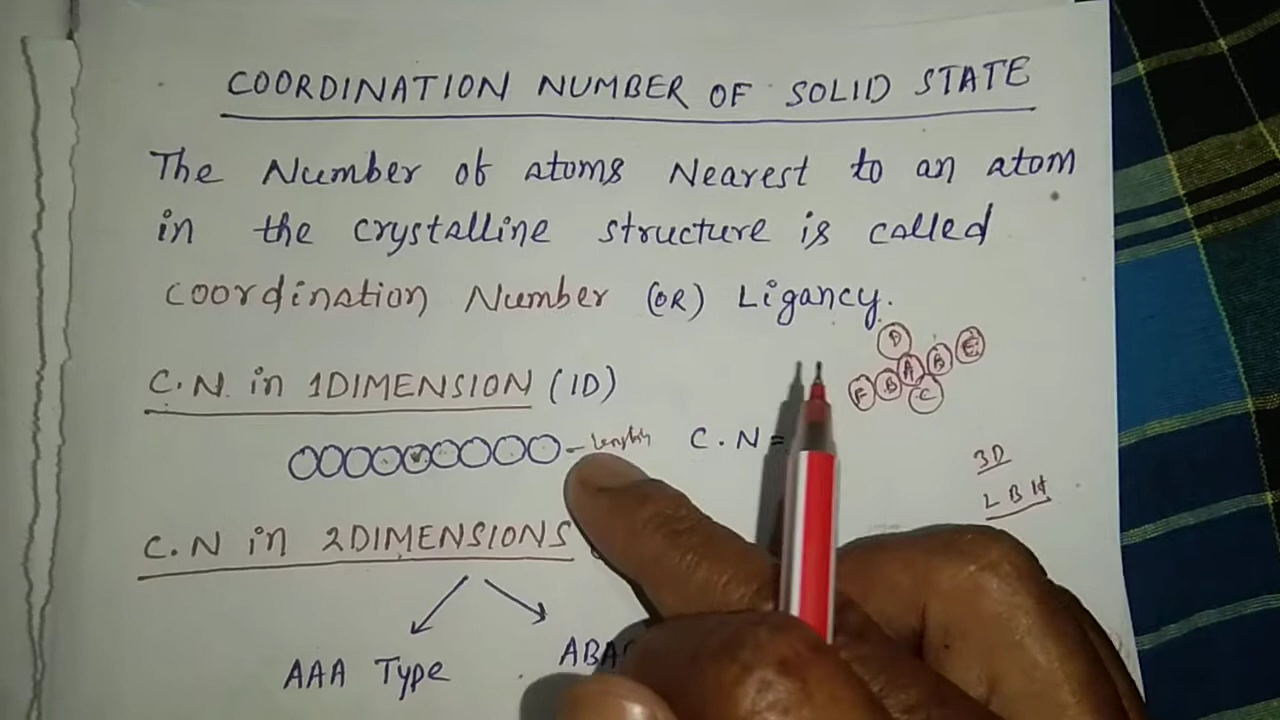 COORDINATION NUMBER OF SOLID STATE
The Number of atoms Nearest to an atom
in the crystalline structure is called
Coordination Number (OR) Ligancy.
D
F B A B E
C
C.N. in 1DIMENSION (1D)
Length
C.N =
3D
L B H
C.N in 2DIMENSIONS
AAA Type